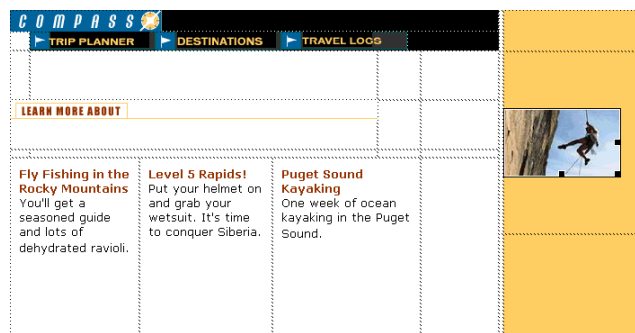 COMPASS
TRIP PLANNER DESTINATIONS TRAVEL LOGS
LEARN MORE ABOUT
Fly Fishing in the
Rocky Mountains
You'll get a
seasoned guide
and lots of
dehydrated ravioli.
Level 5 Rapids!
Put your helmet on
and grab your
wetsuit. It's time
to conquer Siberia.
Puget Sound
Kayaking
One week of ocean
kayaking in the Puget
Sound.